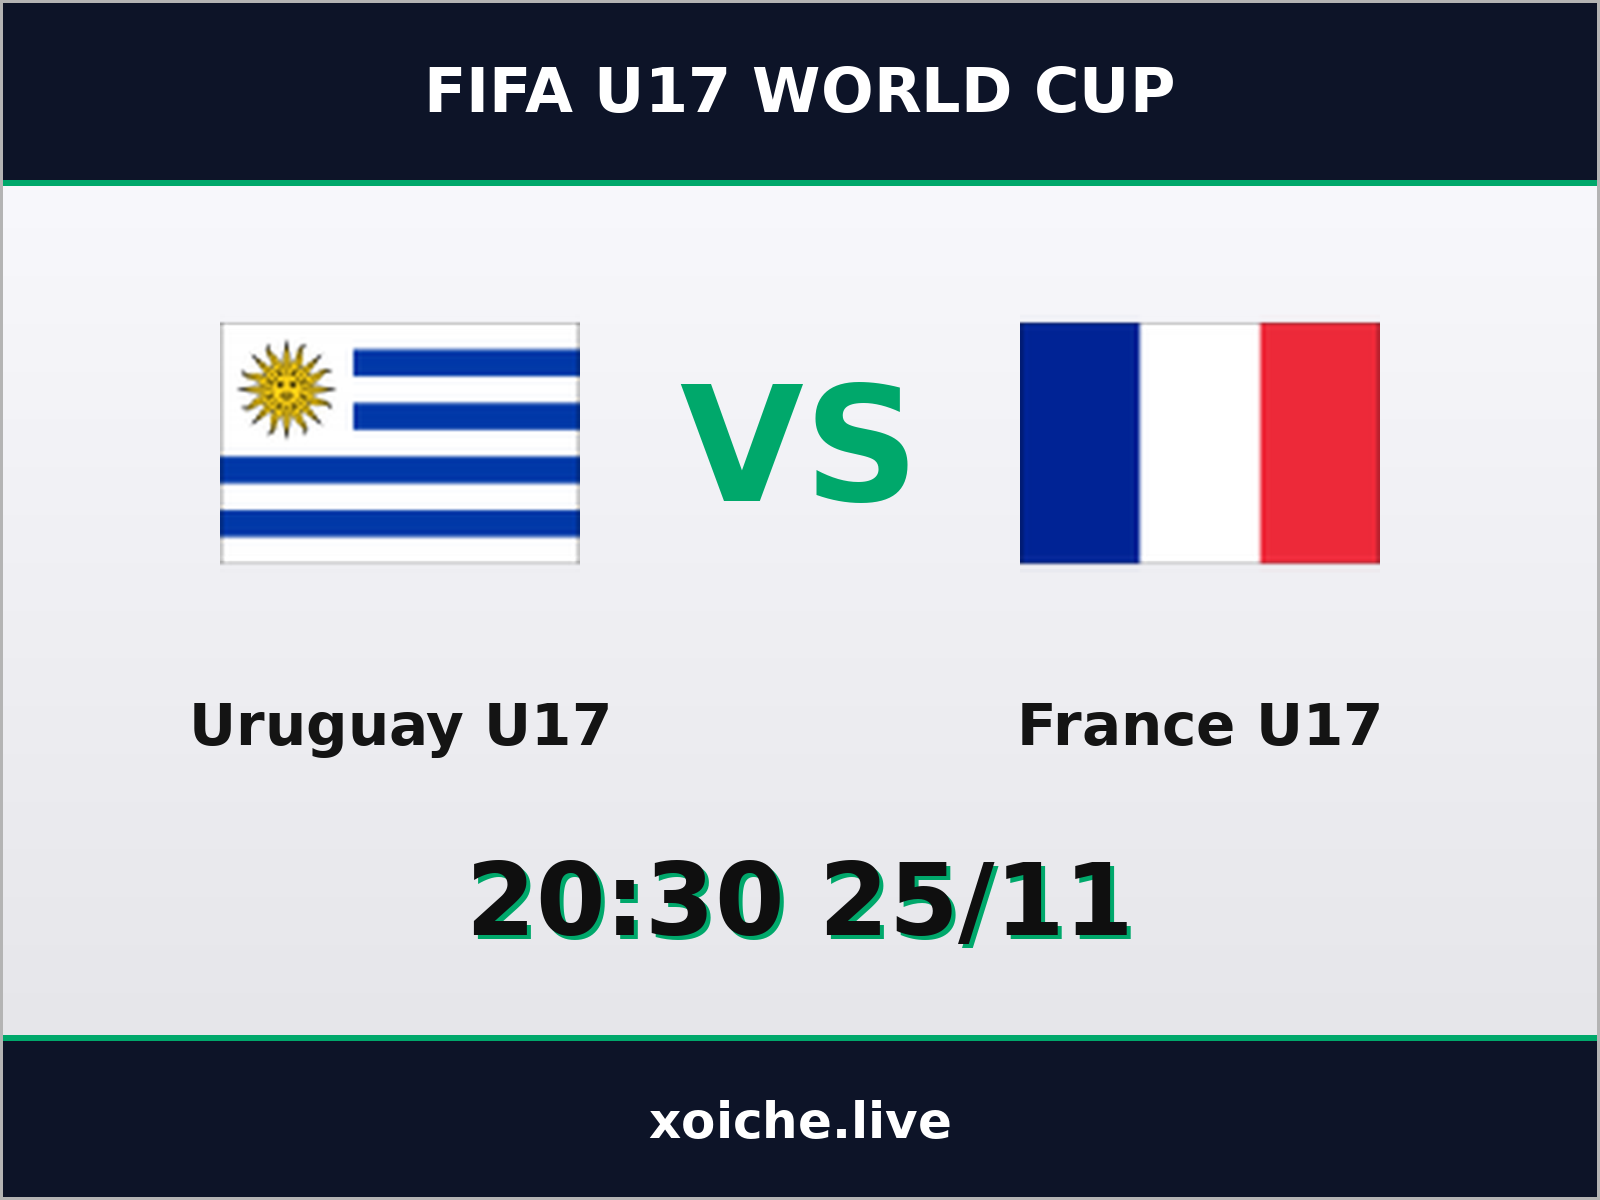 FIFA U17 WORLD CUP
VS
Uruguay U17
France U17
20:30 25/11
xoiche.live